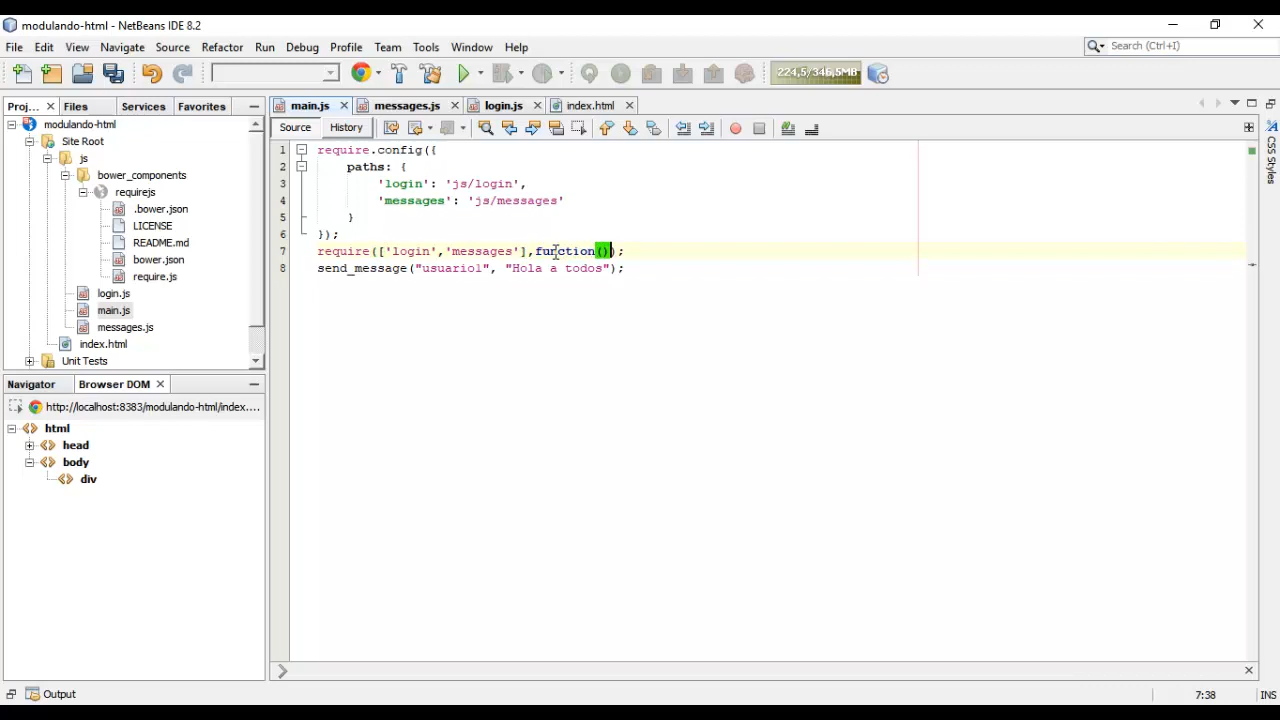 modulando-html - NetBeans IDE 8.2
File Edit View Navigate Source Refactor Run Debug Profile Team Tools Window Help
Search (Ctrl+I)
224,5/346,5MB
Proj... Files Services Favorites
main.js messages.js login.js index.html
modulando-html
Site Root
js
bower_components
requirejs
.bower.json
LICENSE
README.md
bower.json
require.js
login.js
main.js
messages.js
index.html
Unit Tests
Source History
1 require.config({
2 paths: {
3 'login': 'js/login',
4 'messages': 'js/messages'
5 }
6 });
7 require(['login','messages'],function());
8 send_message("usuario1", "Hola a todos");
CSS Styles
Navigator Browser DOM
http://localhost:8383/modulando-html/index....
html
head
body
div
Output
7:38 INS